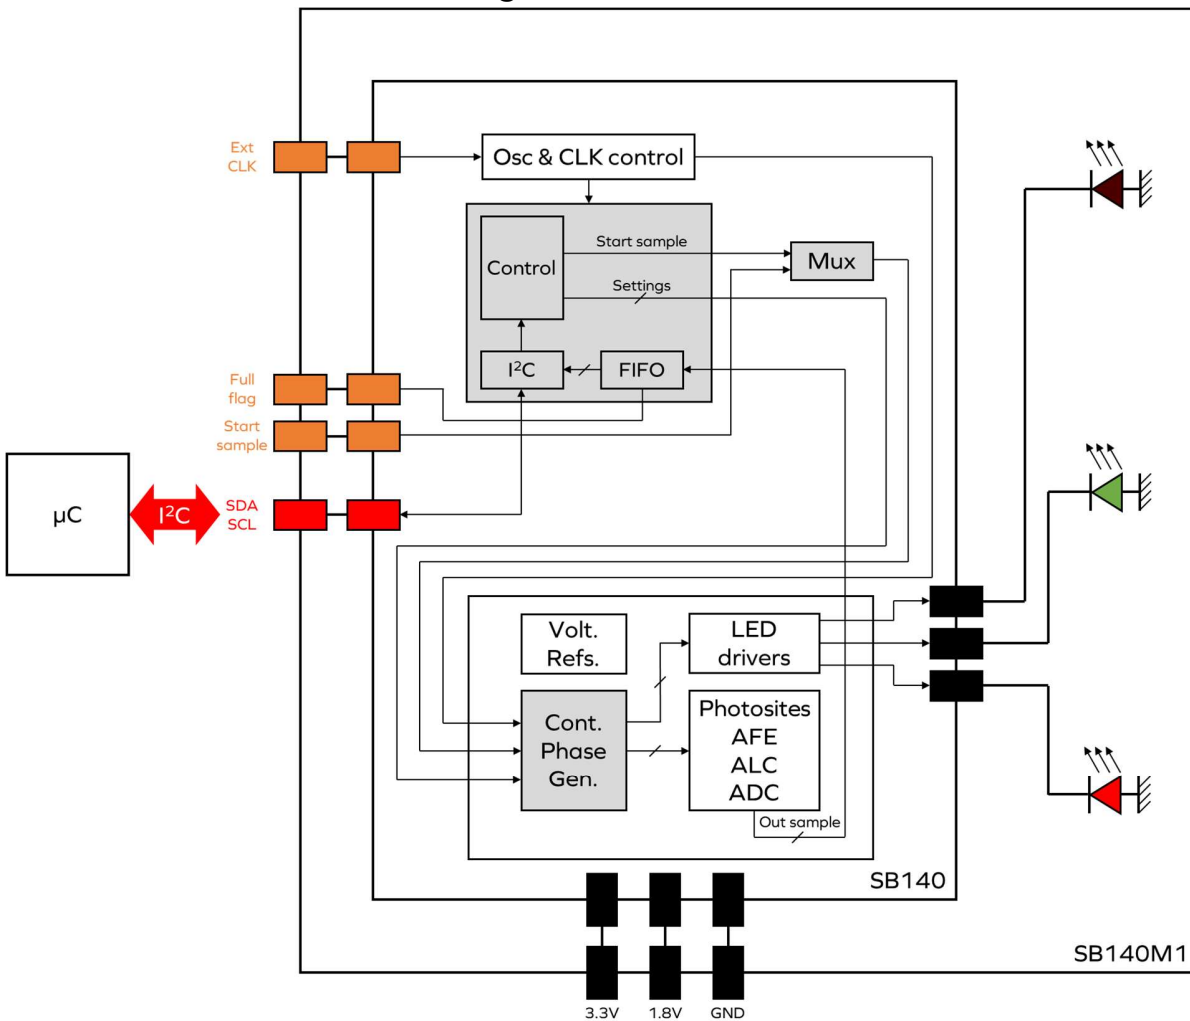 Ext
CLK
Osc & CLK control
Control
Start sample
Mux
Settings
I²C
FIFO
Full
flag
Start
sample
µC
I²C
SDA
SCL
Volt.
Refs.
LED
drivers
Cont.
Phase
Gen.
Photosites
AFE
ALC
ADC
Out sample
SB140
SB140M1
3.3V
1.8V
GND